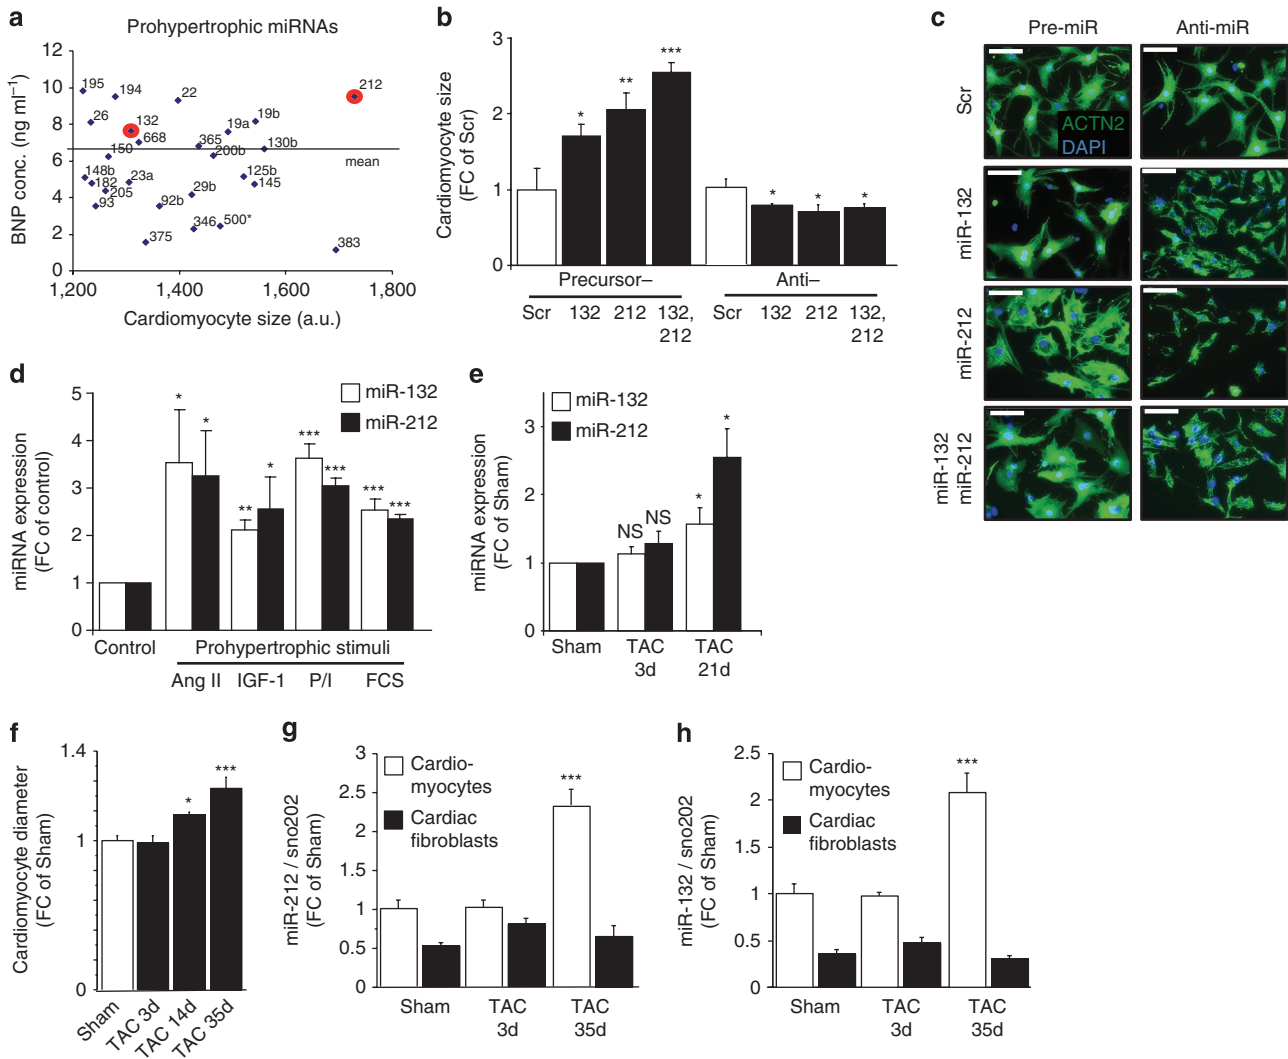 a
Prohypertrophic miRNAs
BNP conc. (ng ml–1)
12
10
8
6
4
2
0
195
194
22
212
26
132
668
19a
19b
150
365
200b
130b
mean
148b
182
205
23a
125b
145
93
92b
29b
346
500*
375
383
1,200
1,400
1,600
1,800
Cardiomyocyte size (a.u.)
b
Cardiomyocyte size
(FC of Scr)
3
2
1
0
*
**
***
*
*
*
Precursor–
Anti–
Scr
132
212
132,
212
Scr
132
212
132,
212
c
Pre-miR
Anti-miR
Scr
ACTN2
DAPI
miR-132
miR-212
miR-132
miR-212
d
miRNA expression
(FC of control)
5
4
3
2
1
0
miR-132
miR-212
*
*
**
*
***
***
***
***
Control
Prohypertrophic stimuli
Ang II
IGF-1
P/I
FCS
e
miRNA expression
(FC of Sham)
3
2
1
0
miR-132
miR-212
NS
NS
*
*
Sham
TAC
3d
TAC
21d
f
Cardiomyocyte diameter
(FC of Sham)
1.4
1
0
*
***
Sham
TAC 3d
TAC 14d
TAC 35d
g
miR-212 / sno202
(FC of Sham)
3
2.5
2
1.5
1
0.5
0
Cardio-
myocytes
Cardiac
fibroblasts
***
Sham
TAC
3d
TAC
35d
h
miR-132 / sno202
(FC of Sham)
2.5
2
1.5
1
0.5
0
Cardio-
myocytes
Cardiac
fibroblasts
***
Sham
TAC
3d
TAC
35d